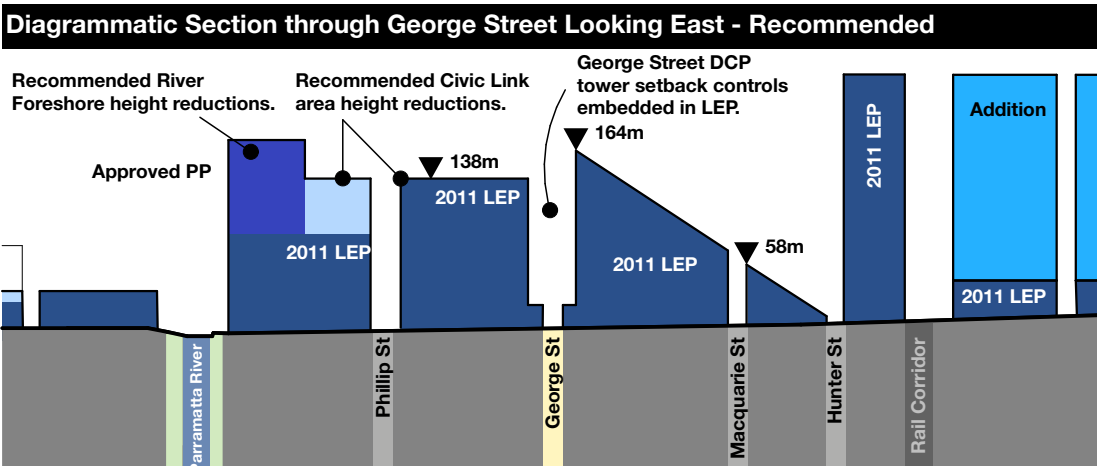 Diagrammatic Section through George Street Looking East - Recommended
Recommended River
Foreshore height reductions.
Recommended Civic Link
area height reductions.
George Street DCP
tower setback controls
embedded in LEP.
Approved PP
138m
164m
58m
2011 LEP
2011 LEP
2011 LEP
2011 LEP
Addition
2011 LEP
Parramatta River
Phillip St
George St
Macquarie St
Hunter St
Rail Corridor